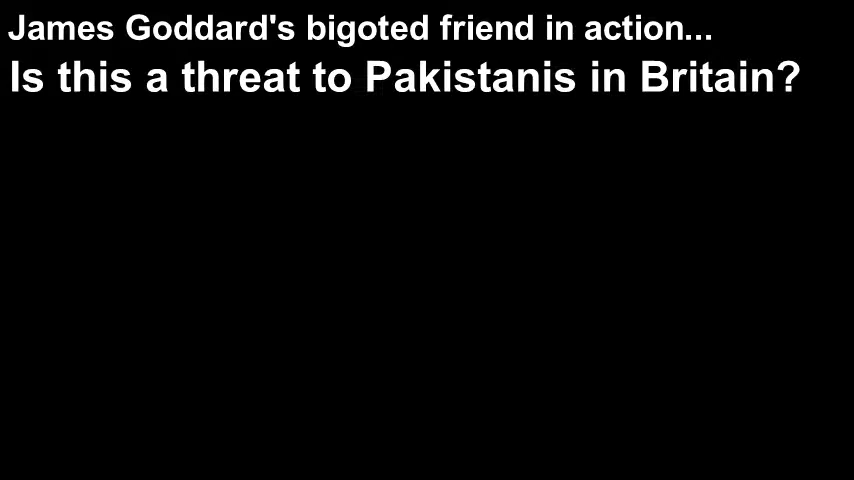 James Goddard's bigoted friend in action...
Is this a threat to Pakistanis in Britain?